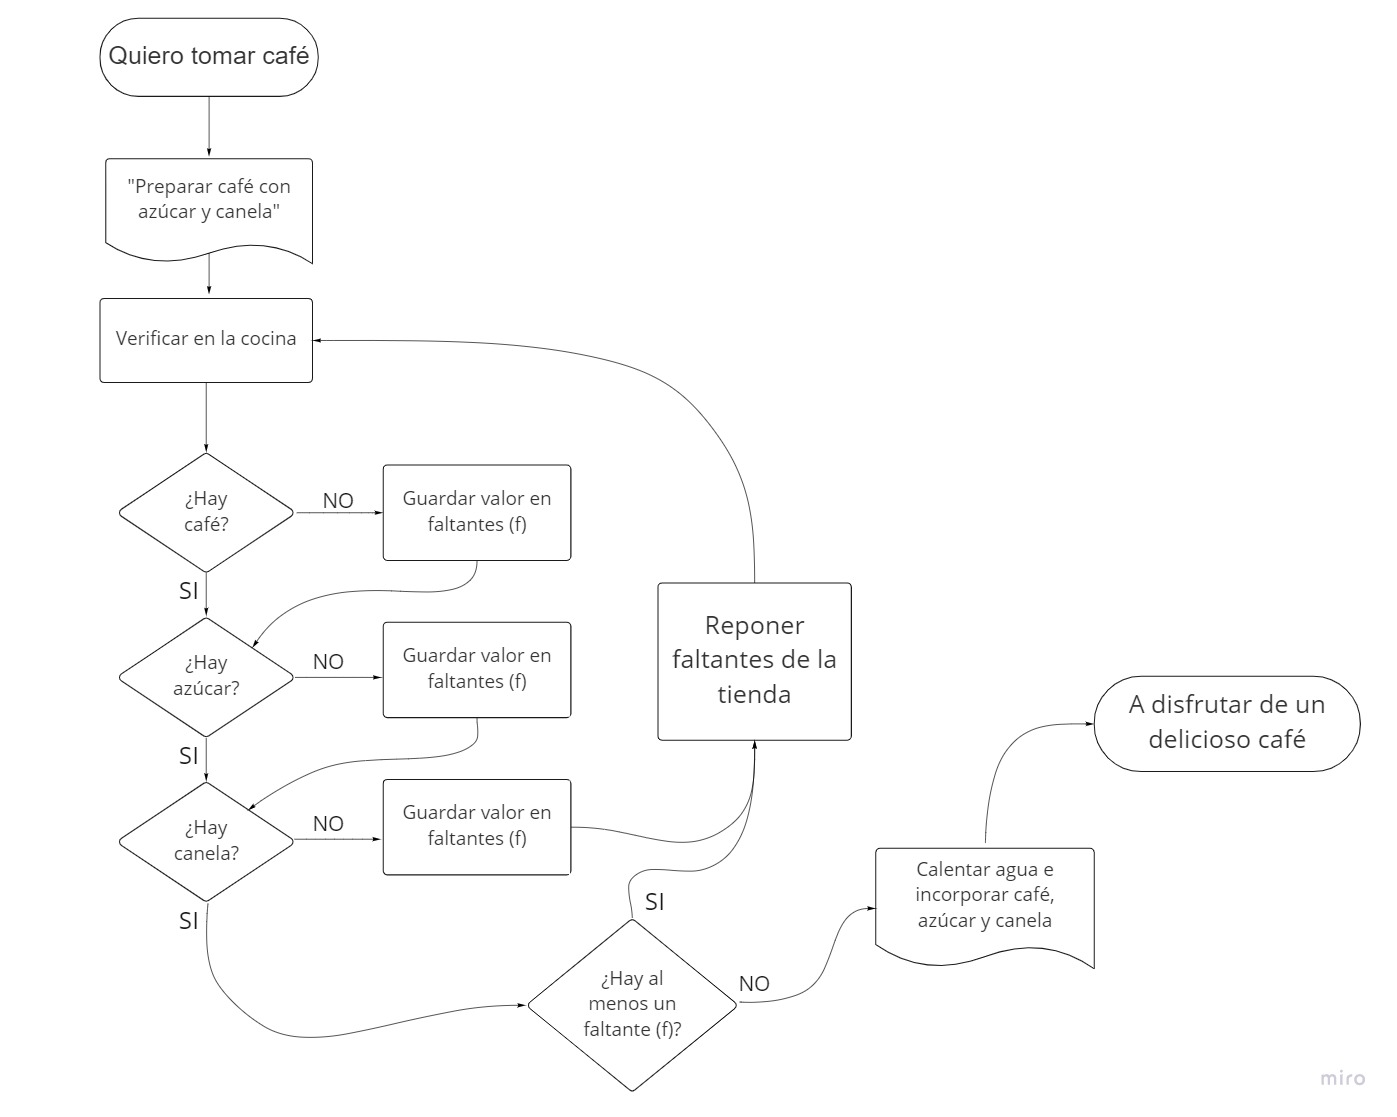 Quiero tomar café
"Preparar café con
azúcar y canela"
Verificar en la cocina
¿Hay
café?
NO
Guardar valor en
faltantes (f)
SI
¿Hay
azúcar?
NO
Guardar valor en
faltantes (f)
SI
¿Hay
canela?
NO
Guardar valor en
faltantes (f)
SI
Reponer
faltantes de la
tienda
SI
¿Hay al
menos un
faltante (f)?
NO
Calentar agua e
incorporar café,
azúcar y canela
A disfrutar de un
delicioso café
miro